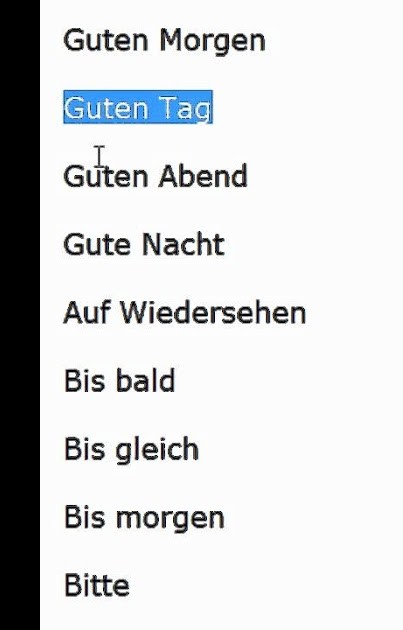 Guten Morgen
Guten Tag
Guten Abend
Gute Nacht
Auf Wiedersehen
Bis bald
Bis gleich
Bis morgen
Bitte